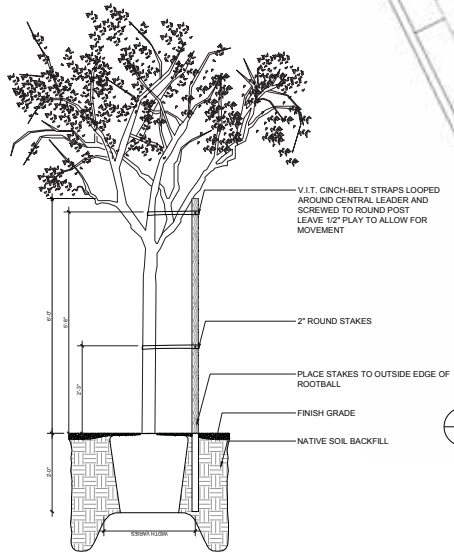 V.I.T. CINCH-BELT STRAPS LOOPED
AROUND CENTRAL LEADER AND
SCREWED TO ROUND POST
LEAVE 1/2" PLAY TO ALLOW FOR
MOVEMENT
2" ROUND STAKES
PLACE STAKES TO OUTSIDE EDGE OF
ROOTBALL
FINISH GRADE
NATIVE SOIL BACKFILL
6'-0"
5'-8"
2'-3"
2'-0"
WIDTH VARIES